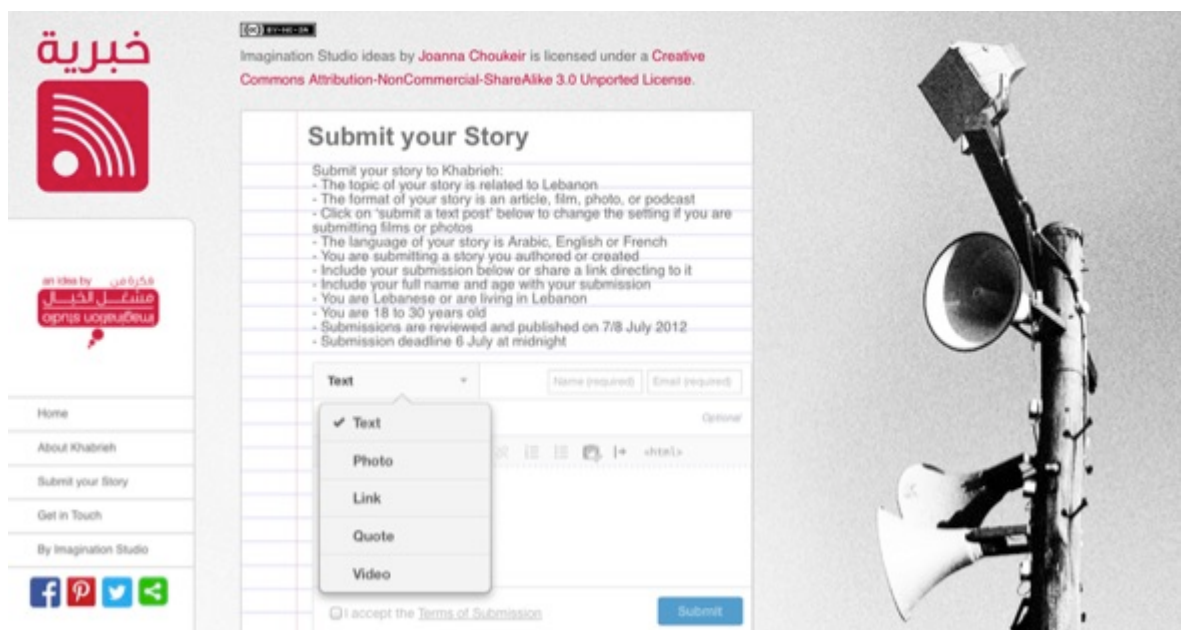 خبرية
(cc) BY-NC-SA
Imagination Studio ideas by Joanna Choukeir is licensed under a Creative
Commons Attribution-NonCommercial-ShareAlike 3.0 Unported License.
Submit your Story
Submit your story to Khabrieh:
- The topic of your story is related to Lebanon
- The format of your story is an article, film, photo, or podcast
- Click on 'submit a text post' below to change the setting if you are
submitting films or photos
- The language of your story is Arabic, English or French
- You are submitting a story you authored or created
- Include your submission below or share a link directing to it
- Include your full name and age with your submission
- You are Lebanese or are living in Lebanon
- You are 18 to 30 years old
- Submissions are reviewed and published on 7/8 July 2012
- Submission deadline 6 July at midnight
an idea by فكرة من
مشغل الخيال
imagination studio
Home
About Khabrieh
Submit your Story
Get in Touch
By Imagination Studio
Text
Name (required)
Email (required)
Optional
<html>
✔ Text
Photo
Link
Quote
Video
I accept the Terms of Submission
Submit